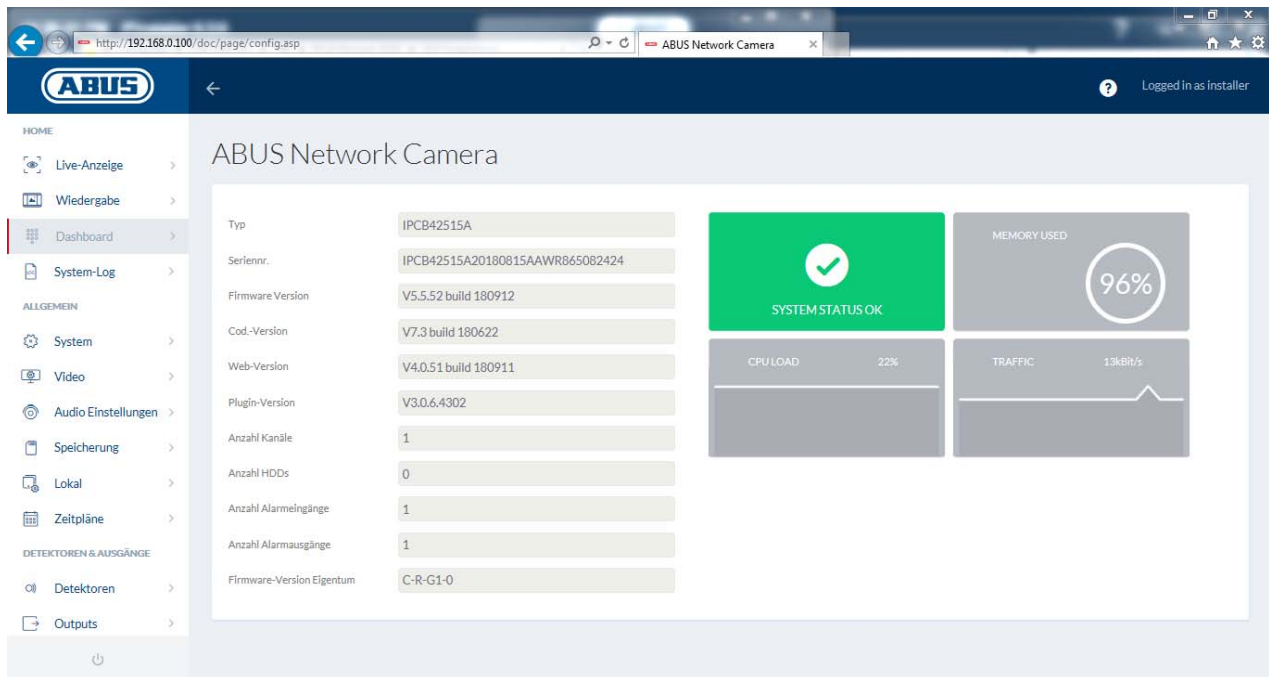 http://192.168.0.100/doc/page/config.asp
ABUS Network Camera
ABUS
Logged in as installer
HOME
Live-Anzeige
Wiedergabe
Dashboard
System-Log
ALLGEMEIN
System
Video
Audio Einstellungen
Speicherung
Lokal
Zeitpläne
DETEKTOREN & AUSGÄNGE
Detektoren
Outputs
ABUS Network Camera
Typ IPCB42515A
Seriennr. IPCB42515A20180815AAWR865082424
Firmware Version V5.5.52 build 180912
Cod.-Version V7.3 build 180622
Web-Version V4.0.51 build 180911
Plugin-Version V3.0.6.4302
Anzahl Kanäle 1
Anzahl HDDs 0
Anzahl Alarmeingänge 1
Anzahl Alarmausgänge 1
Firmware-Version Eigentum C-R-G1-0
SYSTEM STATUS OK
MEMORY USED
96%
CPU LOAD 22%
TRAFFIC 13kBit/s